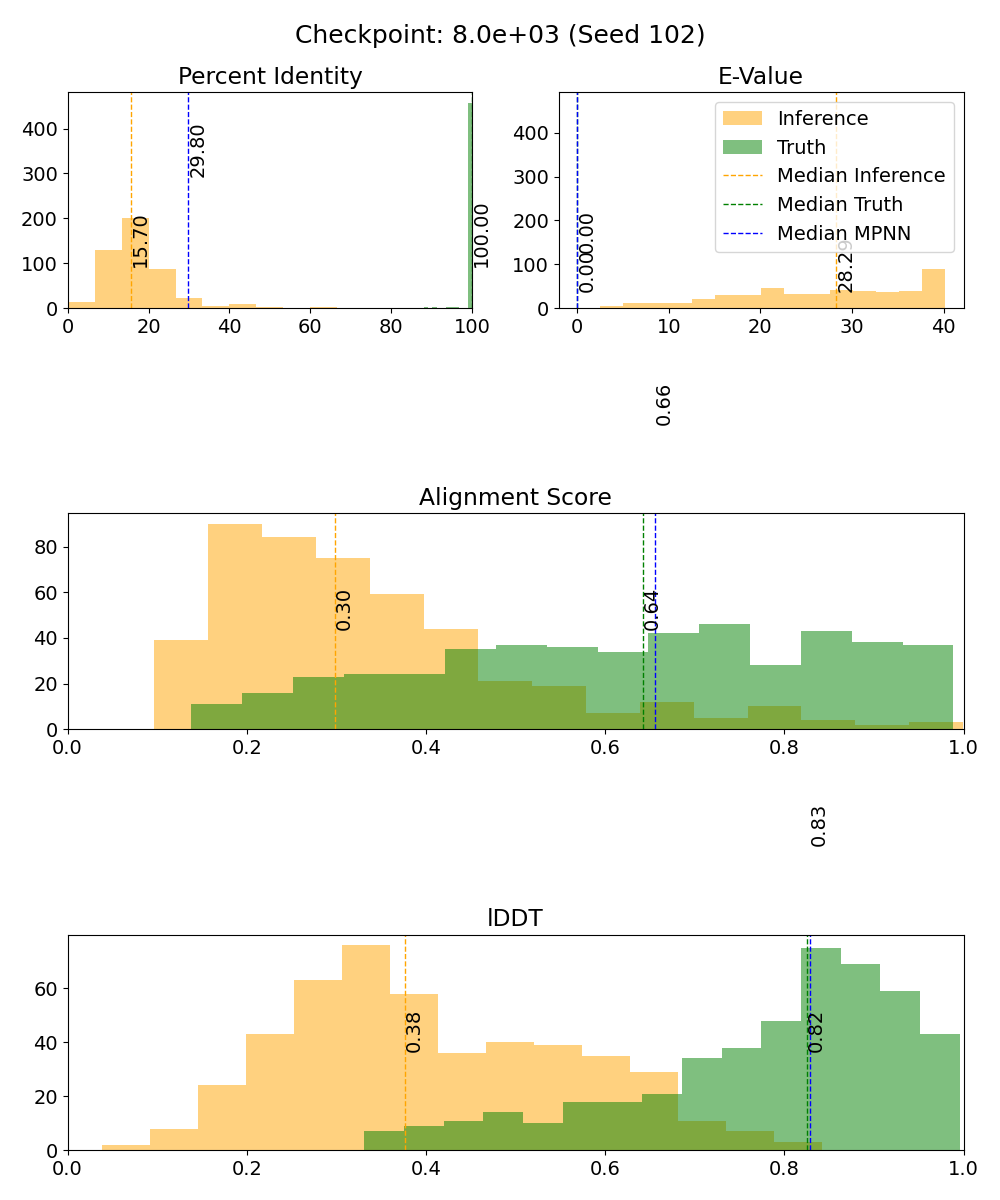 Checkpoint: 8.0e+03 (Seed 102)
Percent Identity
400
300
200
100
0
0 20 40 60 80 100
15.70
29.80
100.00
E-Value
400
300
200
100
0
0 10 20 30 40
0.00
0.00
28.29
Inference
Truth
Median Inference
Median Truth
Median MPNN
0.66
Alignment Score
80
60
40
20
0
0.0 0.2 0.4 0.6 0.8 1.0
0.30
0.64
0.83
lDDT
60
40
20
0
0.0 0.2 0.4 0.6 0.8 1.0
0.38
0.82